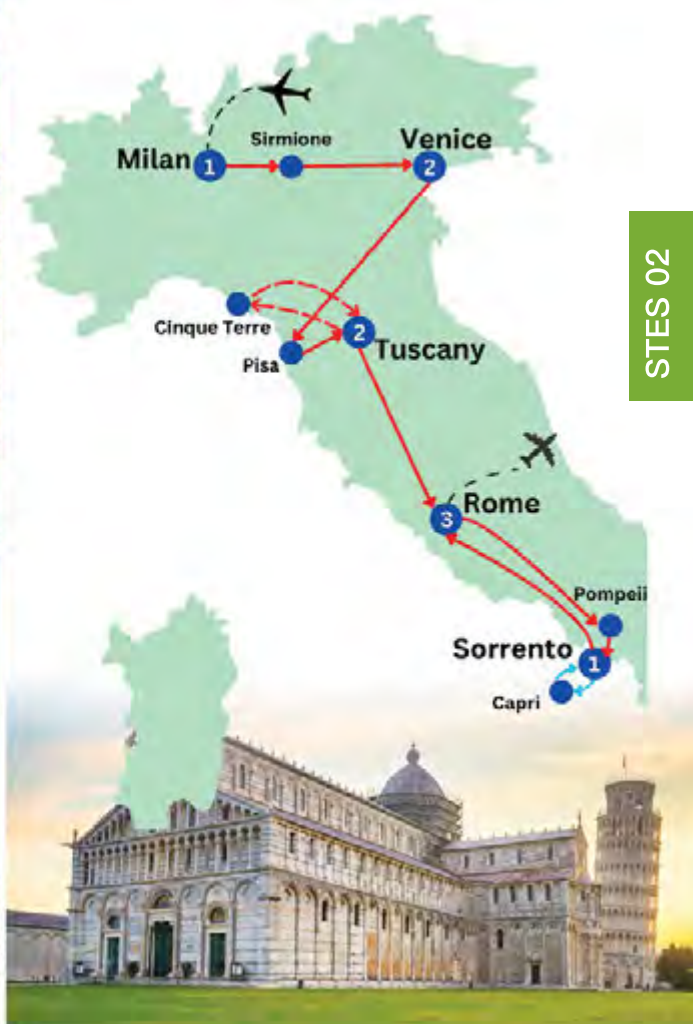 Sirmione
Venice
Milan
1
2
STES 02
Cinque Terre
2
Tuscany
Pisa
Rome
3
Pompeii
Sorrento
1
Capri